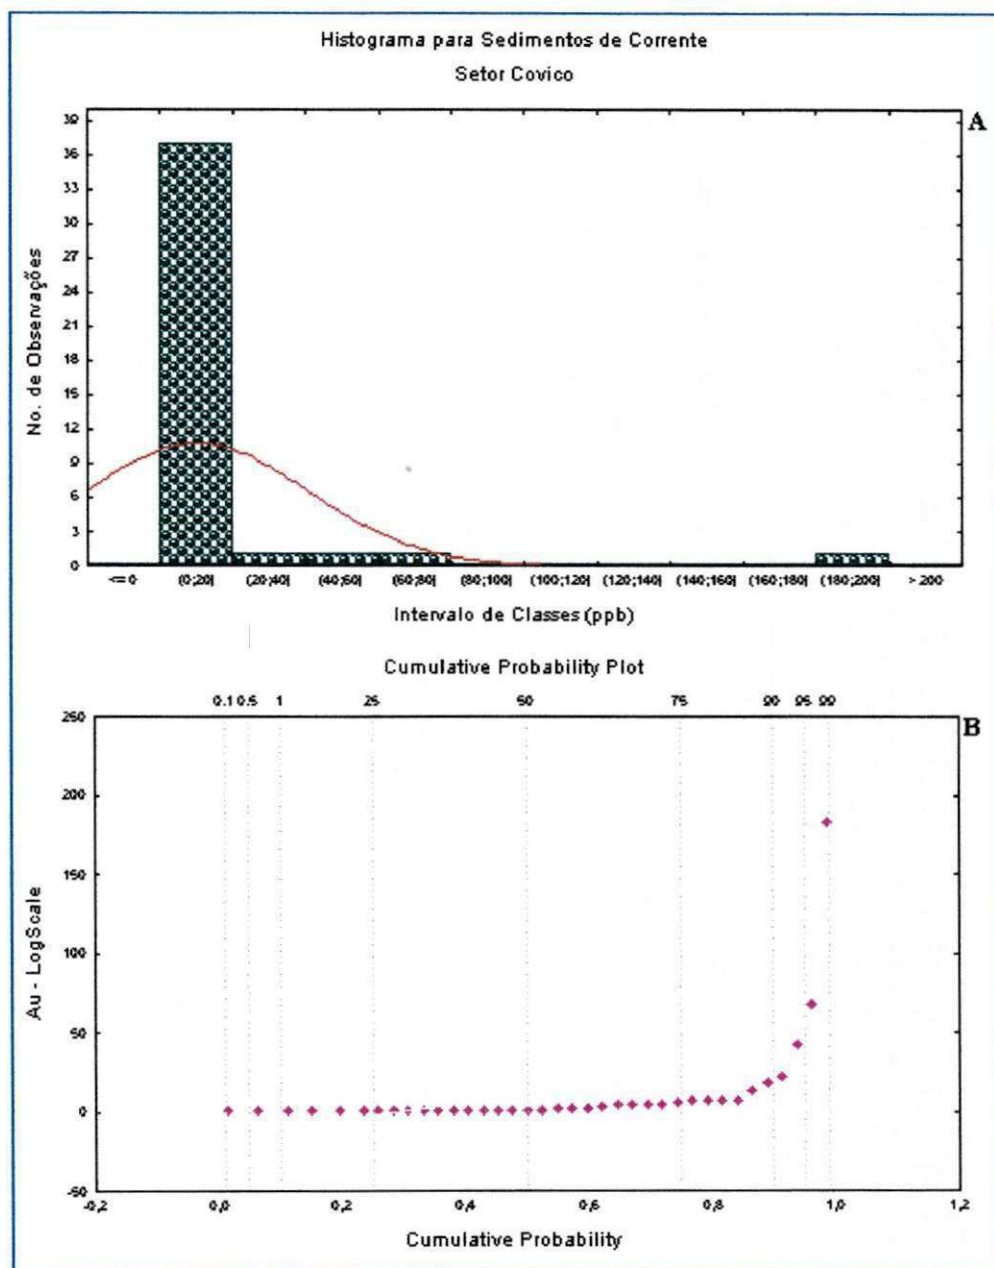 Histograma para Sedimentos de Corrente
Setor Covico
A
39
36
33
30
27
24
21
18
15
12
9
6
3
0
No. de Observações
<= 0 (0;20] (20;40] (40;60] (60;80] (80;100] (100;120] (120;140] (140;160] (160;180] (180;200] > 200
Intervalo de Classes (ppb)
Cumulative Probability Plot
0.1 0.5 1 25 50 75 90 95 99
B
250
200
150
100
50
0
-50
Au - LogScale
-0,2 0,0 0,2 0,4 0,6 0,8 1,0 1,2
Cumulative Probability